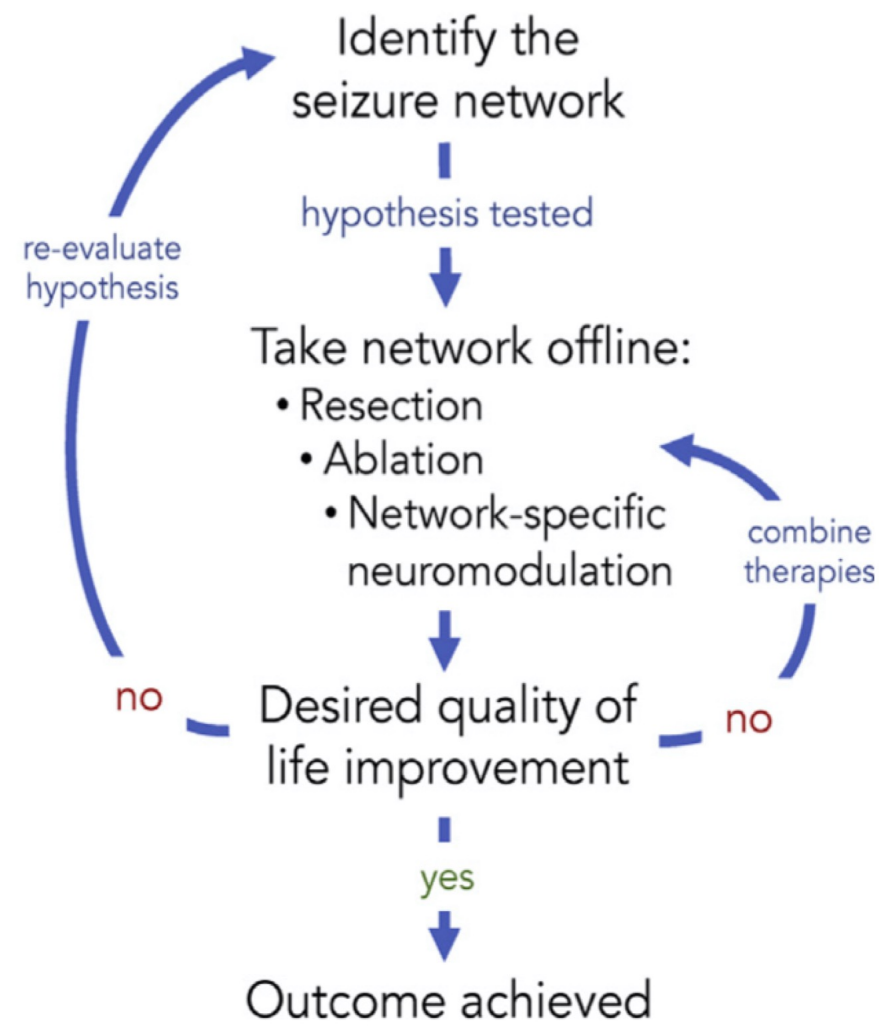 Identify the
seizure network
hypothesis tested
re-evaluate
hypothesis
Take network offline:
• Resection
• Ablation
• Network-specific
neuromodulation
combine
therapies
no
Desired quality of
life improvement
no
yes
Outcome achieved